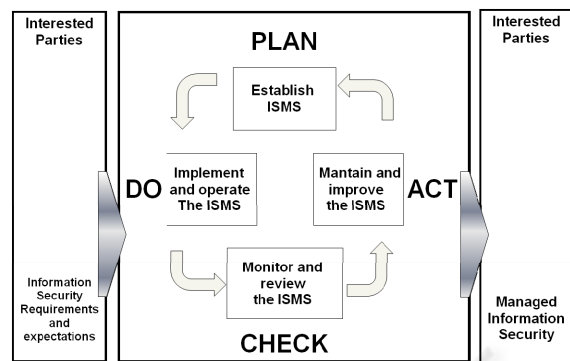 Interested
Parties
Information
Security
Requirements
and
expectations
PLAN
Establish
ISMS
DO
Implement
and operate
The ISMS
Mantain and
improve
the ISMS
ACT
Monitor and
review
the ISMS
CHECK
Interested
Parties
Managed
Information
Security